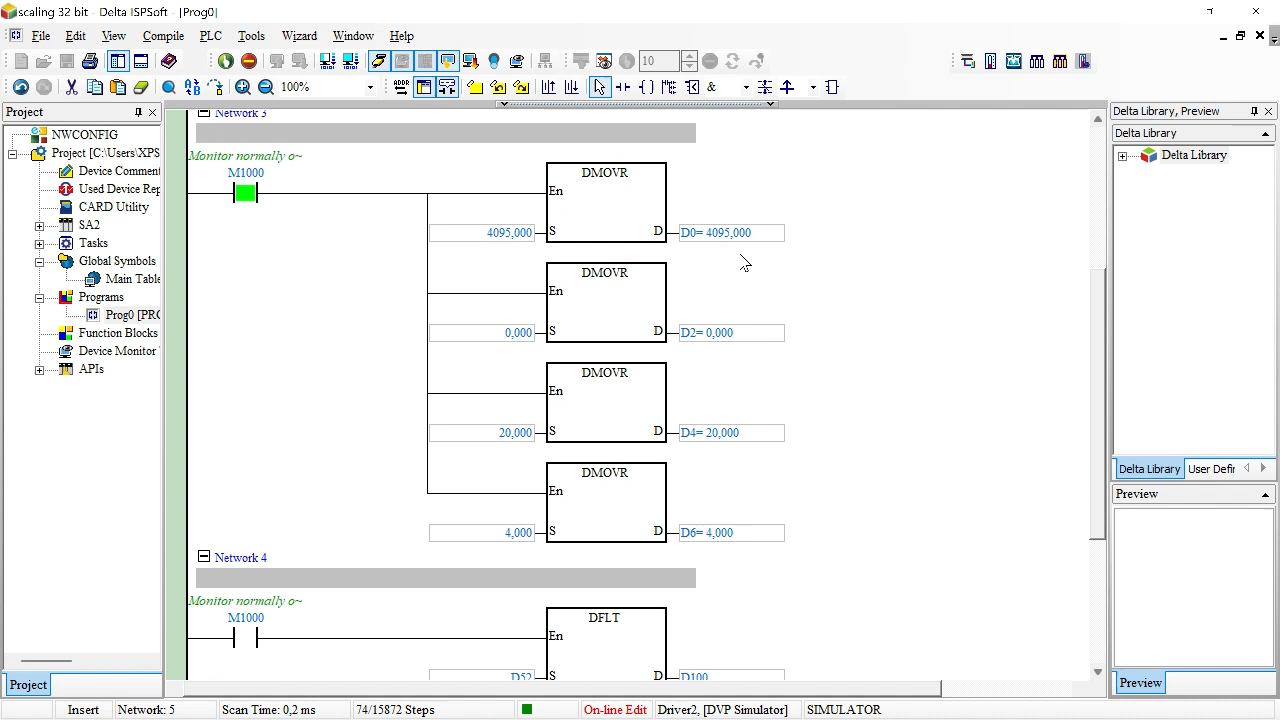 scaling 32 bit - Delta ISPSoft - [Prog0]
File Edit View Compile PLC Tools Wizard Window Help
10
100%
&
Project
NWCONFIG
Project [C:\Users\XPS
Device Comment
Used Device Rep
CARD Utility
SA2
Tasks
Global Symbols
Main Table
Programs
Prog0 [PRG
Function Blocks
Device Monitor
APIs
Project
Network 3
Monitor normally o~
M1000
DMOVR
En
4095,000 S D D0= 4095,000
DMOVR
En
0,000 S D D2= 0,000
DMOVR
En
20,000 S D D4= 20,000
DMOVR
En
4,000 S D D6= 4,000
Network 4
Monitor normally o~
M1000
DFLT
En
D52 S D D100
Delta Library, Preview
Delta Library
Delta Library
Delta Library User Defin
Preview
Preview
Insert Network: 5 Scan Time: 0,2 ms 74/15872 Steps On-line Edit Driver2, [DVP Simulator] SIMULATOR